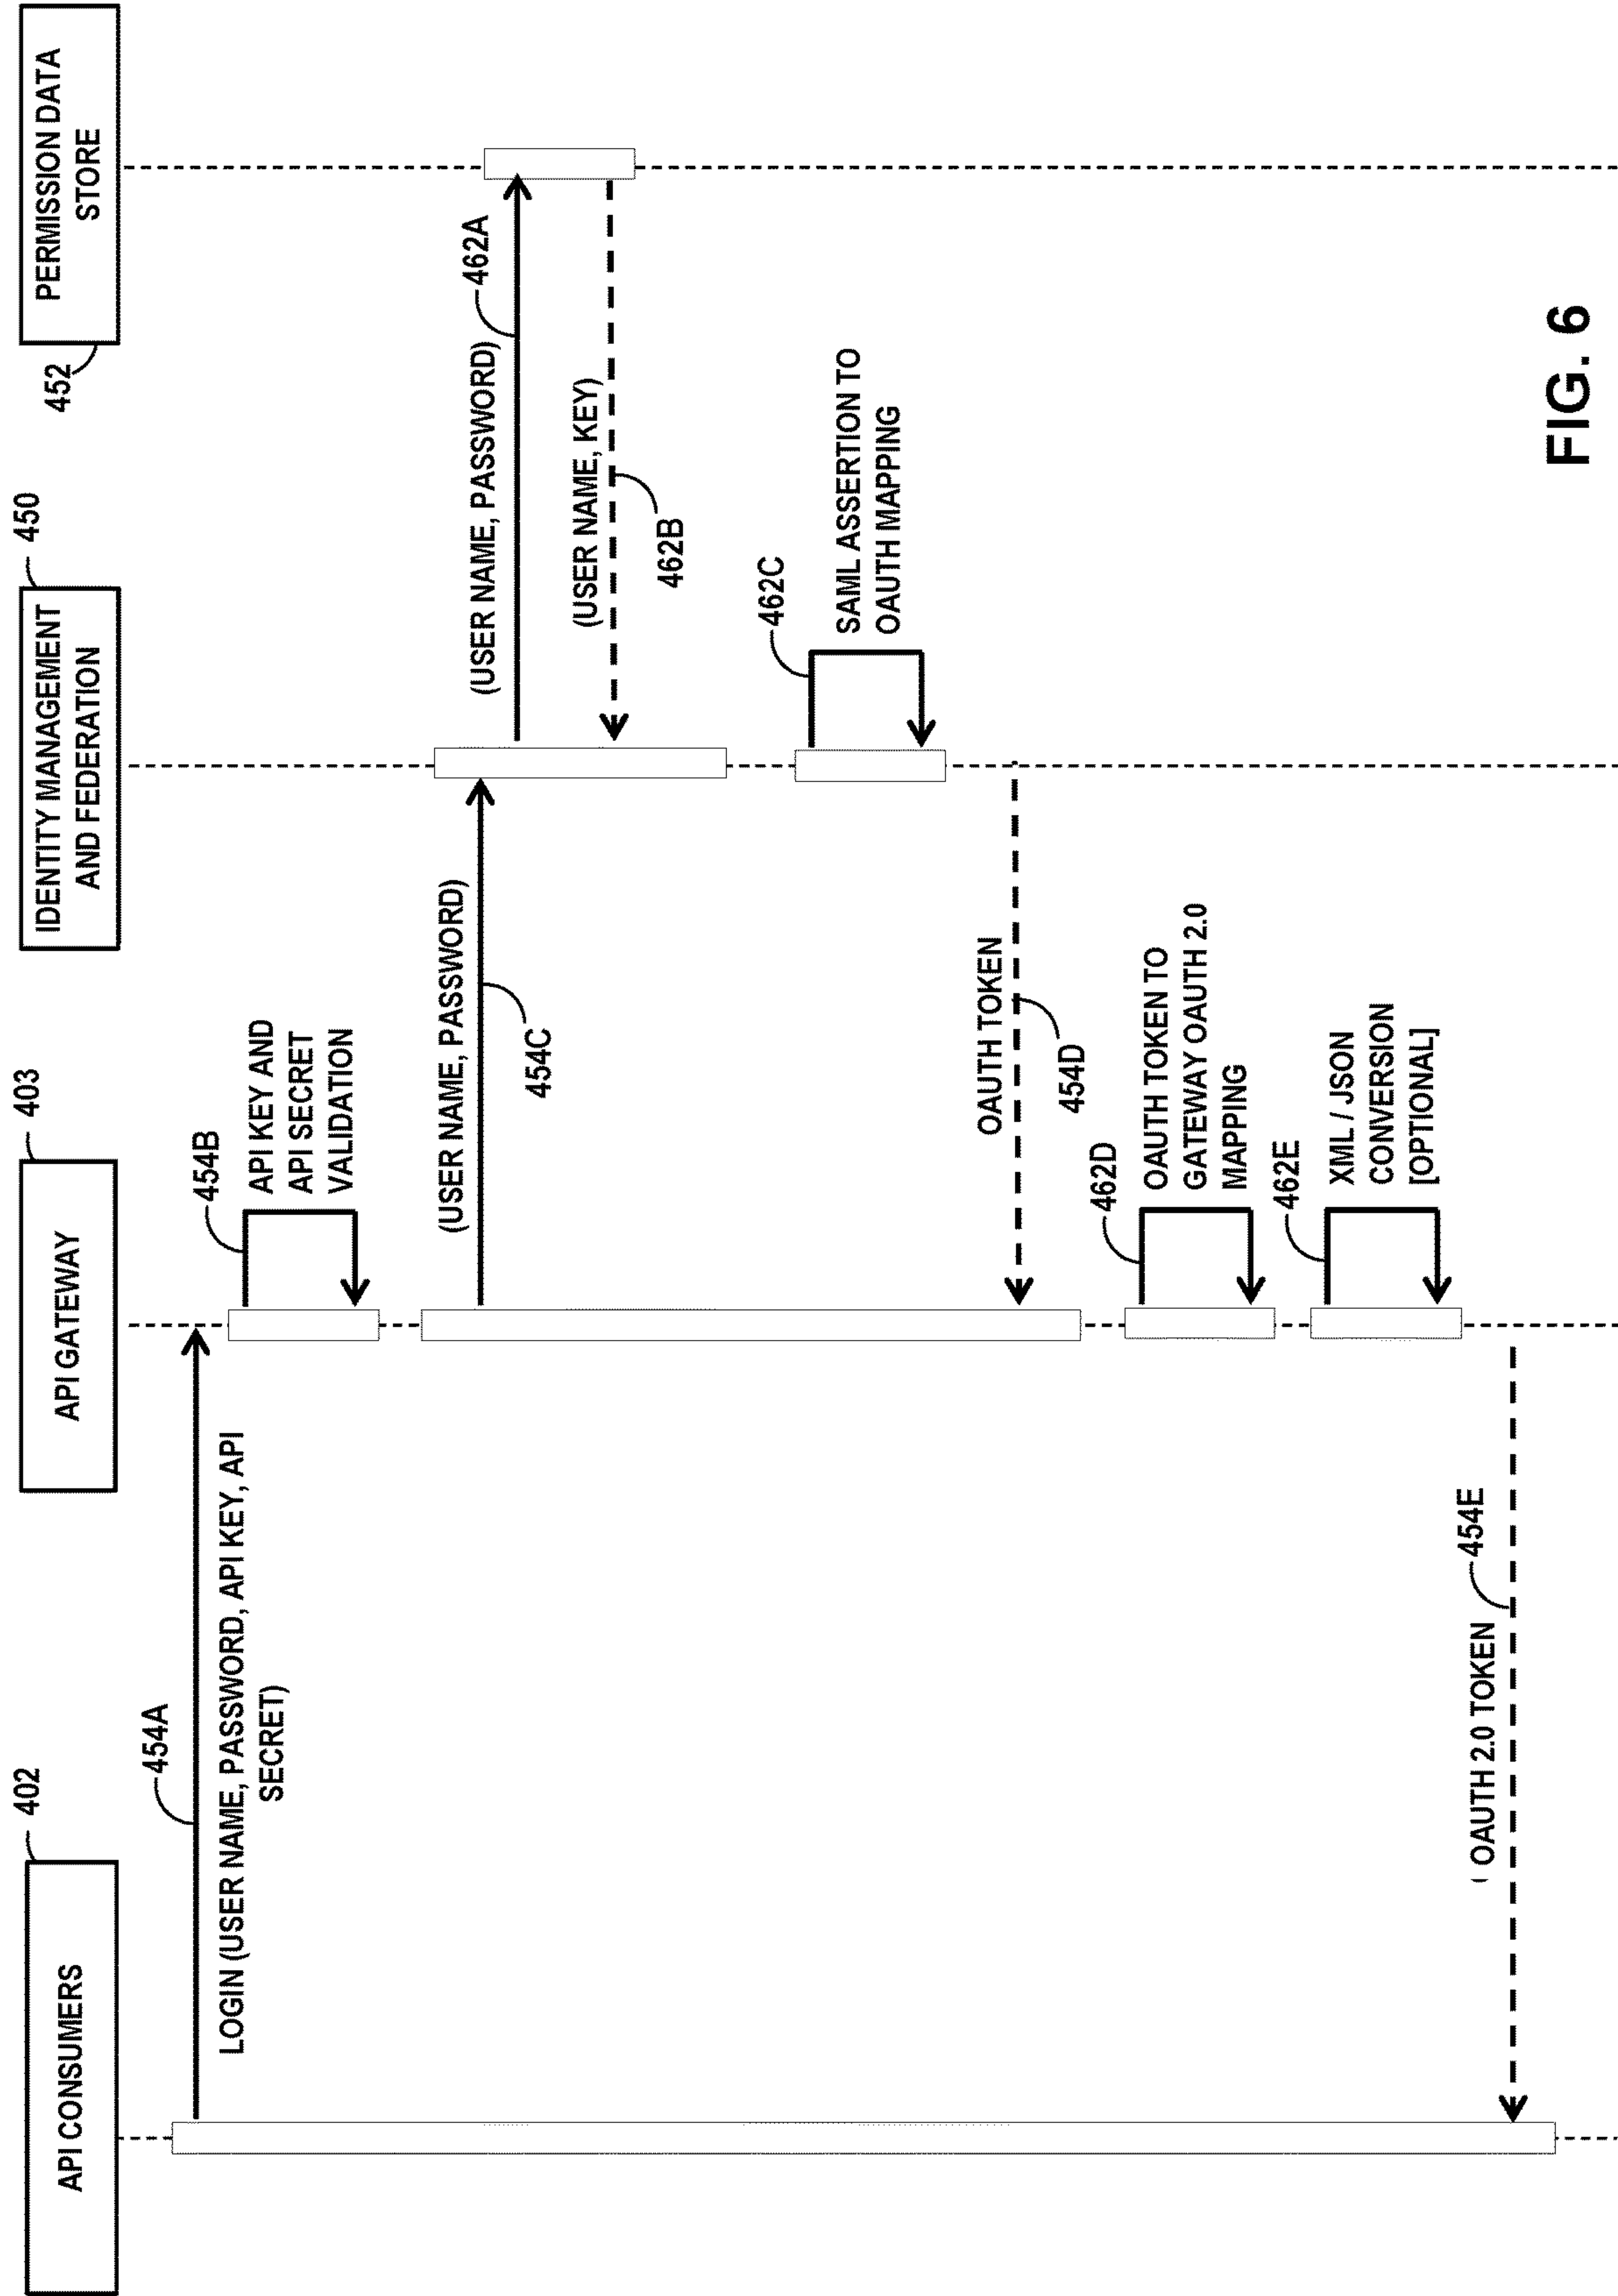 402
API CONSUMERS
403
API GATEWAY
450
IDENTITY MANAGEMENT
AND FEDERATION
452
PERMISSION DATA
STORE
454A
LOGIN (USER NAME, PASSWORD, API KEY, API
SECRET)
454B
API KEY AND
API SECRET
VALIDATION
(USER NAME, PASSWORD)
454C
(USER NAME, PASSWORD)
462A
(USER NAME, KEY)
462B
462C
SAML ASSERTION TO
OAUTH MAPPING
OAUTH TOKEN
454D
462D
OAUTH TOKEN TO
GATEWAY OAUTH 2.0
MAPPING
462E
XML / JSON
CONVERSION
[OPTIONAL]
( OAUTH 2.0 TOKEN
454E
FIG. 6